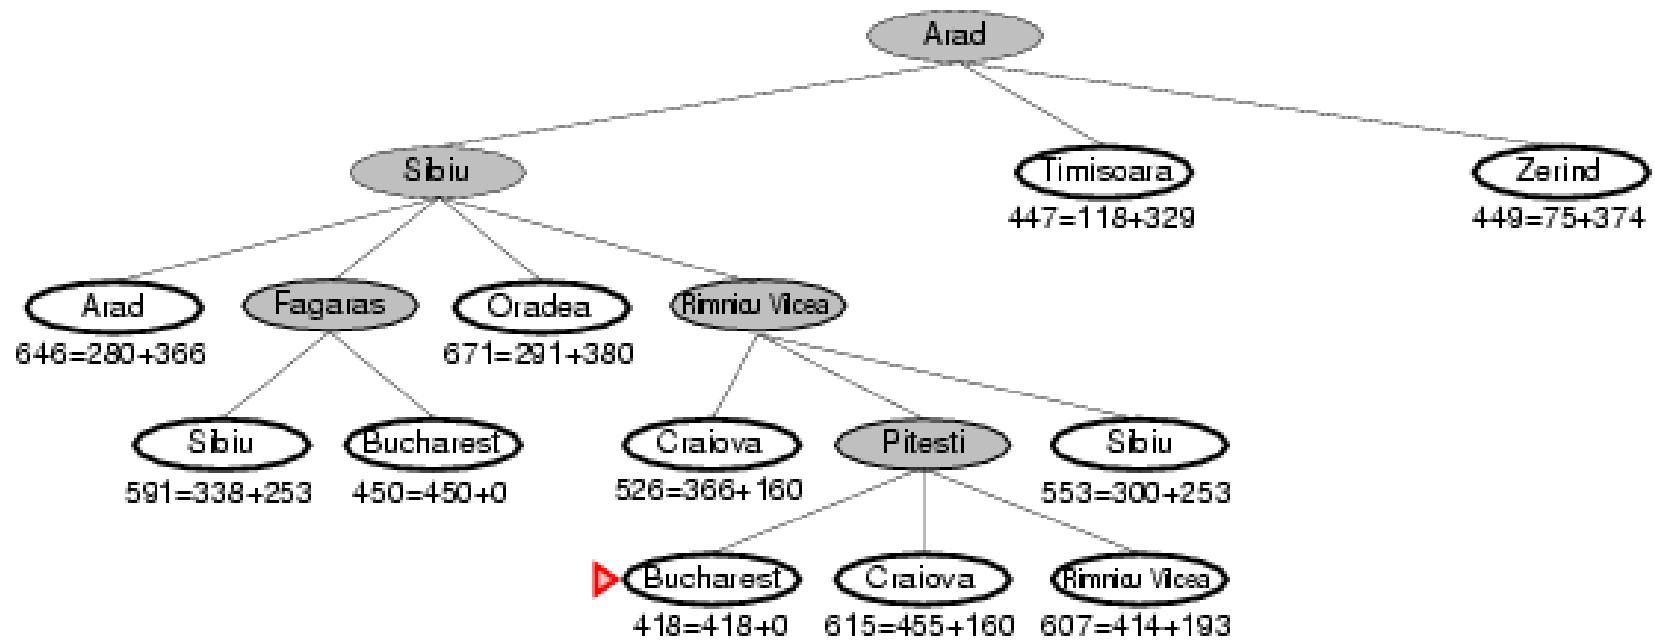 Arad
Sibiu
Timisoara
Zerind
447=118+329
449=75+374
Arad
Fagaras
Oradea
Rimnicu Vilcea
646=280+366
671=291+380
Sibiu
Bucharest
Craiova
Pitesti
Sibiu
591=338+253
450=450+0
526=366+160
553=300+253
Bucharest
Craiova
Rimnicu Vilcea
418=418+0
615=455+160
607=414+193